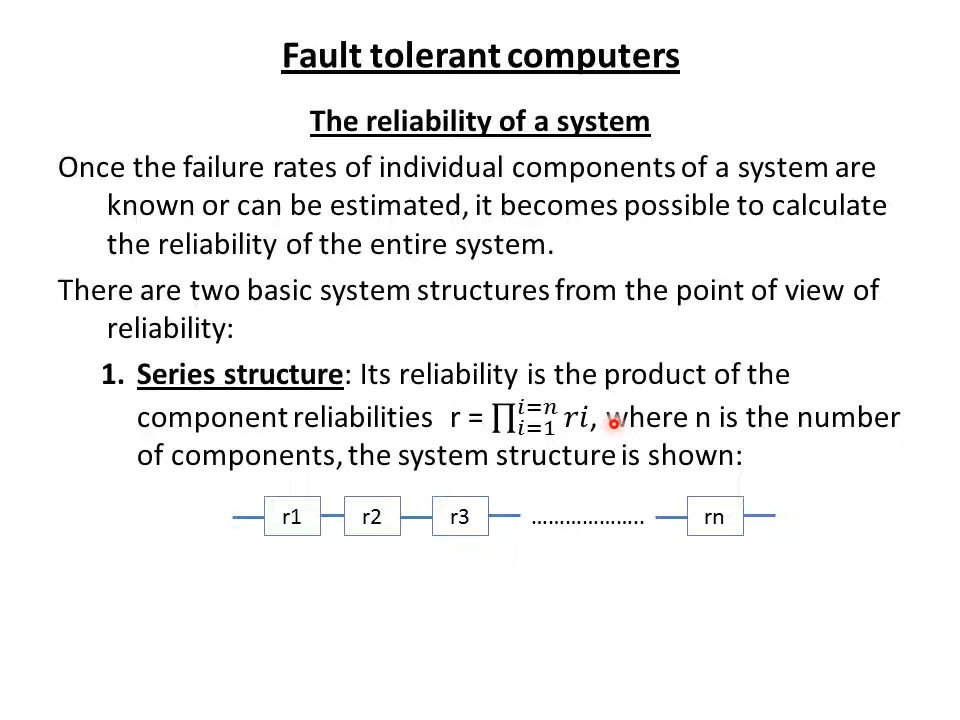 Fault tolerant computers
The reliability of a system
Once the failure rates of individual components of a system are
known or can be estimated, it becomes possible to calculate
the reliability of the entire system.
There are two basic system structures from the point of view of
reliability:
1. Series structure: Its reliability is the product of the
component reliabilities r = ∏_{i=1}^{i=n} ri, where n is the number
of components, the system structure is shown:
r1 r2 r3 ……………….. rn